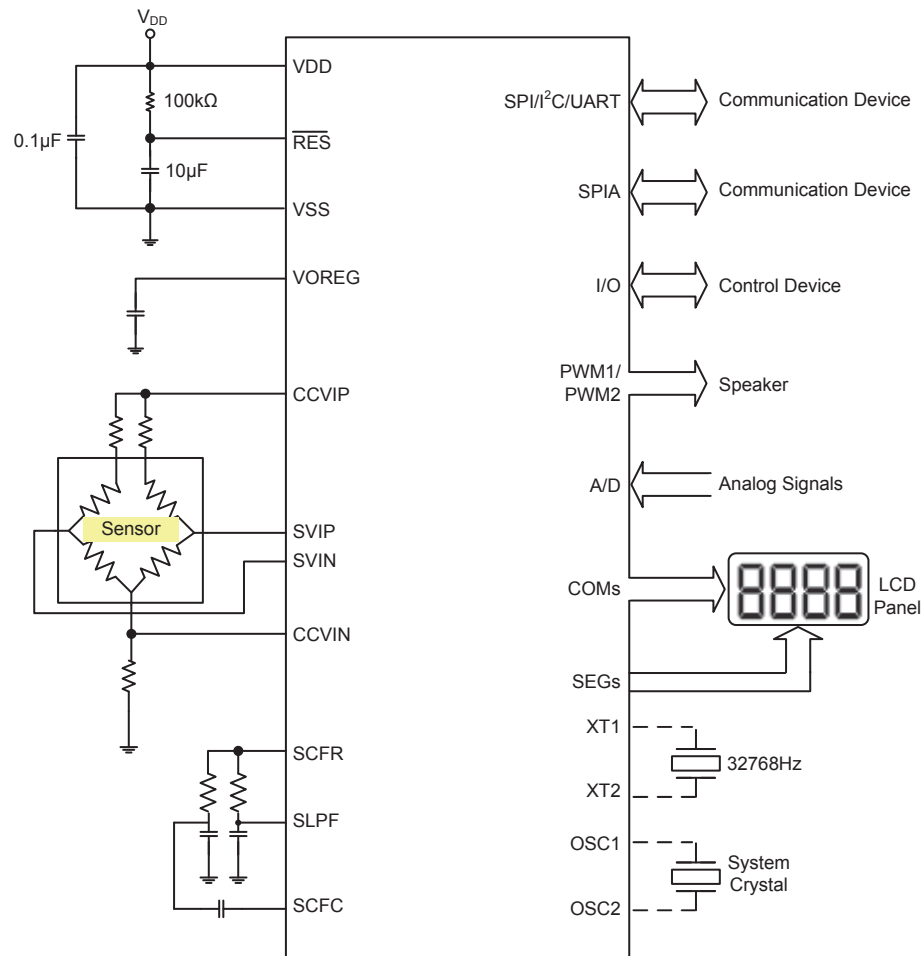 VDD
VDD
100kΩ
0.1µF
RES
10µF
VSS
VOREG
CCVIP
Sensor
SVIP
SVIN
CCVIN
SCFR
SLPF
SCFC
SPI/I²C/UART
Communication Device
SPIA
Communication Device
I/O
Control Device
PWM1/
PWM2
Speaker
A/D
Analog Signals
COMs
8888
LCD
Panel
SEGs
XT1
32768Hz
XT2
OSC1
System
Crystal
OSC2